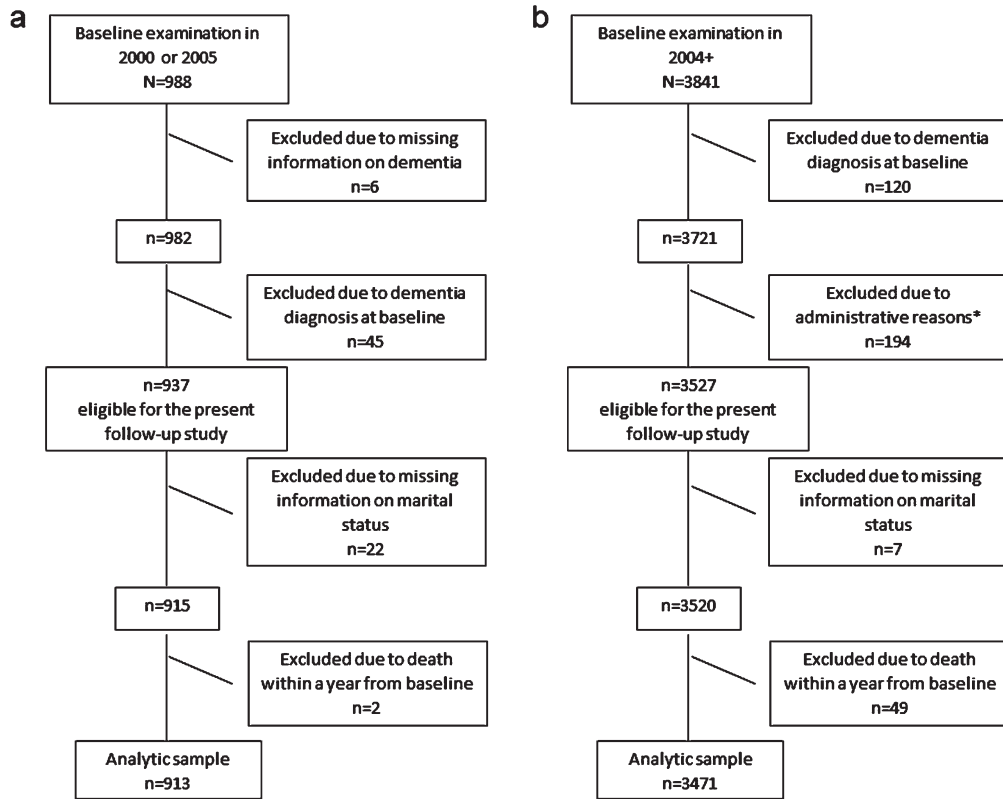 a
Baseline examination in
2000 or 2005
N=988
Excluded due to missing
information on dementia
n=6
n=982
Excluded due to dementia
diagnosis at baseline
n=45
n=937
eligible for the present
follow-up study
Excluded due to missing
information on marital
status
n=22
n=915
Excluded due to death
within a year from baseline
n=2
Analytic sample
n=913
b
Baseline examination in
2004+
N=3841
Excluded due to dementia
diagnosis at baseline
n=120
n=3721
Excluded due to
administrative reasons*
n=194
n=3527
eligible for the present
follow-up study
Excluded due to missing
information on marital
status
n=7
n=3520
Excluded due to death
within a year from baseline
n=49
Analytic sample
n=3471